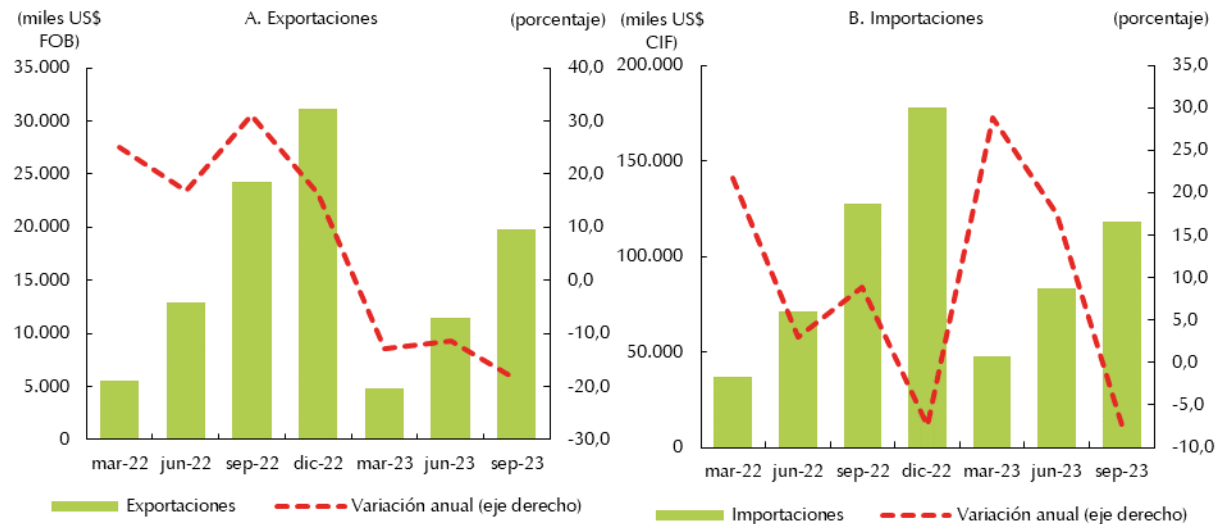 (miles US$ FOB)
A. Exportaciones
(porcentaje)
35.000
30.000
25.000
20.000
15.000
10.000
5.000
0
40,0
30,0
20,0
10,0
0,0
-10,0
-20,0
-30,0
mar-22 jun-22 sep-22 dic-22 mar-23 jun-23 sep-23
Exportaciones
Variación anual (eje derecho)
(miles US$ CIF)
B. Importaciones
(porcentaje)
200.000
150.000
100.000
50.000
0
35,0
30,0
25,0
20,0
15,0
10,0
5,0
0,0
-5,0
-10,0
mar-22 jun-22 sep-22 dic-22 mar-23 jun-23 sep-23
Importaciones
Variación anual (eje derecho)